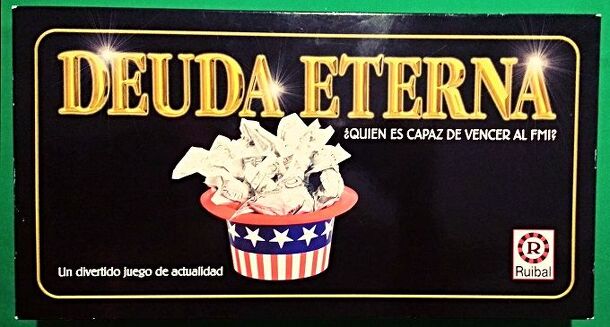 DEUDA ETERNA
¿QUIEN ES CAPAZ DE VENCER AL FMI?
Un divertido juego de actualidad
R
Ruibal